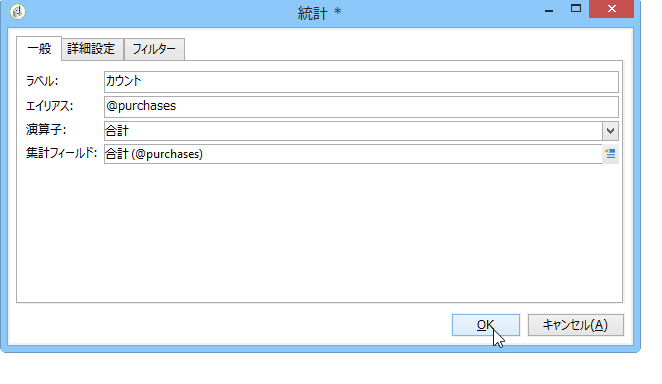 統計 *
一般 詳細設定 フィルター
ラベル: カウント
エイリアス: @purchases
演算子: 合計
集計フィールド: 合計 (@purchases)
OK キャンセル(A)